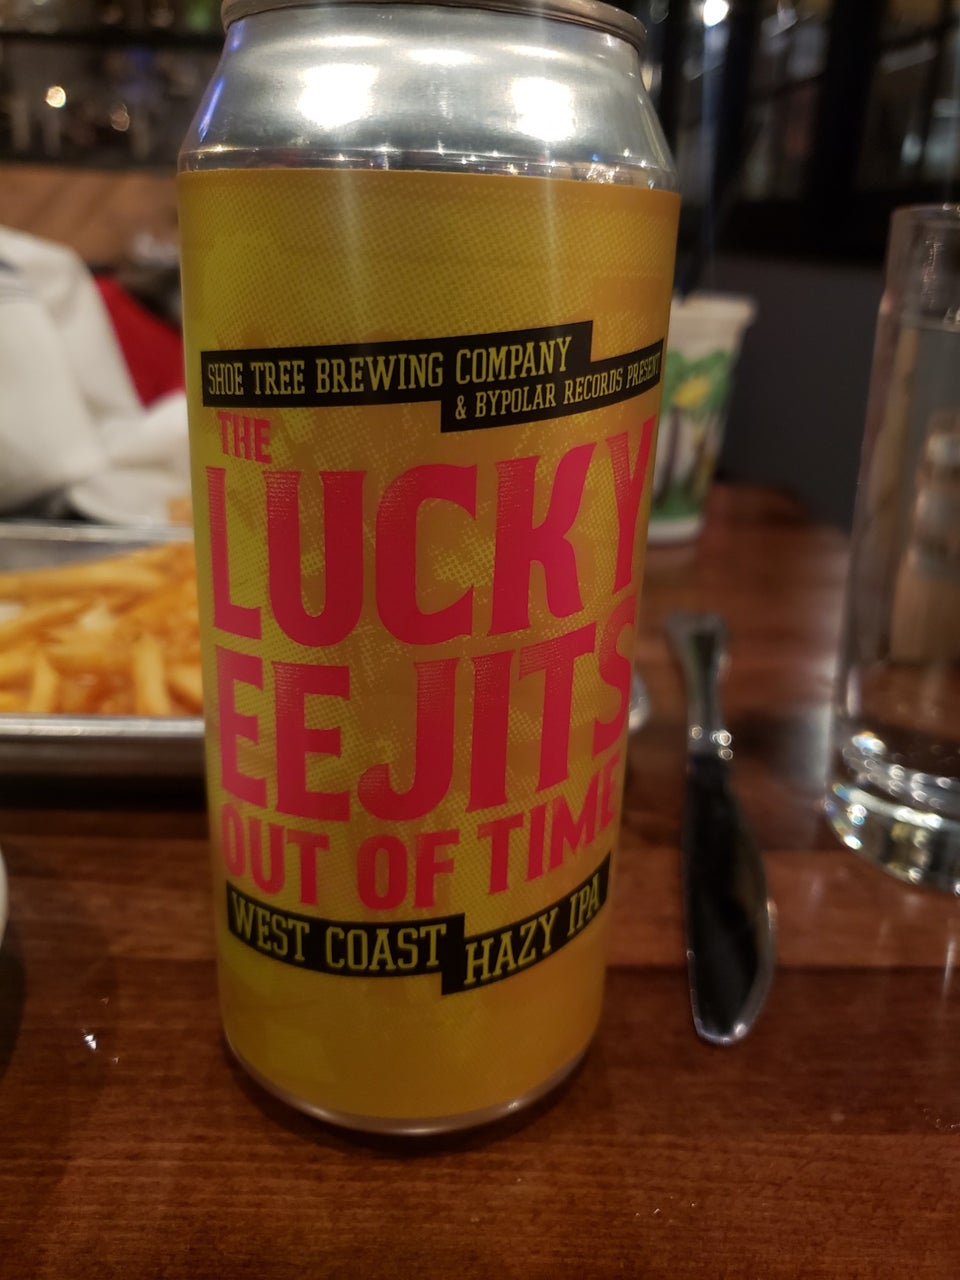 SHOE TREE BREWING COMPANY
& BYPOLAR RECORDS PRESENT
THE
LUCKY
EEJITS
OUT OF TIME
WEST COAST
HAZY IPA